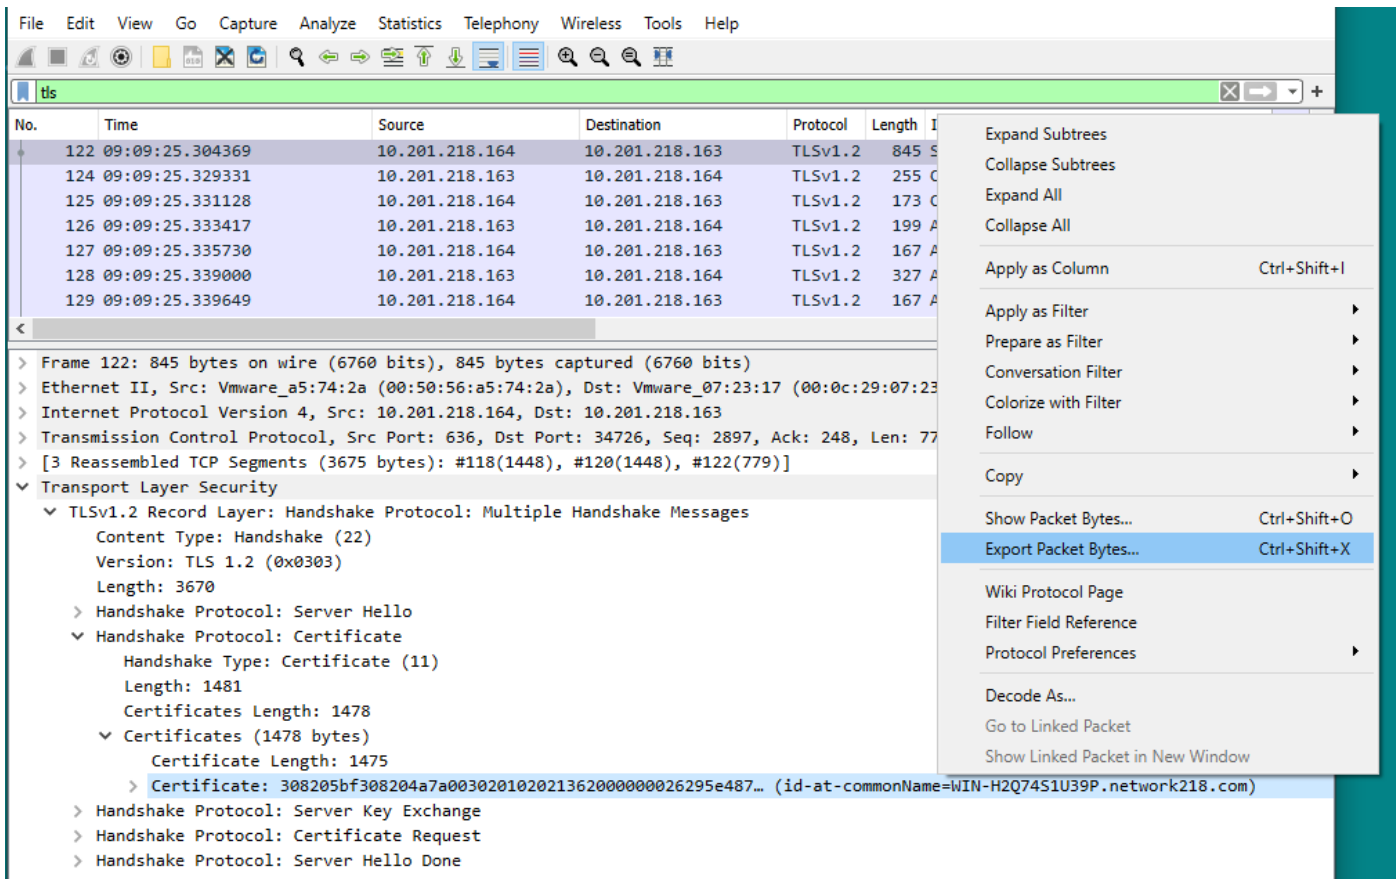 File Edit View Go Capture Analyze Statistics Telephony Wireless Tools Help
tls
No. Time Source Destination Protocol Length I
122 09:09:25.304369 10.201.218.164 10.201.218.163 TLSv1.2 845 S
124 09:09:25.329331 10.201.218.163 10.201.218.164 TLSv1.2 255 C
125 09:09:25.331128 10.201.218.164 10.201.218.163 TLSv1.2 173 C
126 09:09:25.333417 10.201.218.163 10.201.218.164 TLSv1.2 199 A
127 09:09:25.335730 10.201.218.164 10.201.218.163 TLSv1.2 167 A
128 09:09:25.339000 10.201.218.163 10.201.218.164 TLSv1.2 327 A
129 09:09:25.339649 10.201.218.164 10.201.218.163 TLSv1.2 167 A
Frame 122: 845 bytes on wire (6760 bits), 845 bytes captured (6760 bits)
Ethernet II, Src: Vmware_a5:74:2a (00:50:56:a5:74:2a), Dst: Vmware_07:23:17 (00:0c:29:07:23
Internet Protocol Version 4, Src: 10.201.218.164, Dst: 10.201.218.163
Transmission Control Protocol, Src Port: 636, Dst Port: 34726, Seq: 2897, Ack: 248, Len: 77
[3 Reassembled TCP Segments (3675 bytes): #118(1448), #120(1448), #122(779)]
Transport Layer Security
TLSv1.2 Record Layer: Handshake Protocol: Multiple Handshake Messages
Content Type: Handshake (22)
Version: TLS 1.2 (0x0303)
Length: 3670
Handshake Protocol: Server Hello
Handshake Protocol: Certificate
Handshake Type: Certificate (11)
Length: 1481
Certificates Length: 1478
Certificates (1478 bytes)
Certificate Length: 1475
Certificate: 308205bf308204a7a0030201020213620000000026295e487… (id-at-commonName=WIN-H2Q74S1U39P.network218.com)
Handshake Protocol: Server Key Exchange
Handshake Protocol: Certificate Request
Handshake Protocol: Server Hello Done
Expand Subtrees
Collapse Subtrees
Expand All
Collapse All
Apply as Column Ctrl+Shift+I
Apply as Filter
Prepare as Filter
Conversation Filter
Colorize with Filter
Follow
Copy
Show Packet Bytes... Ctrl+Shift+O
Export Packet Bytes... Ctrl+Shift+X
Wiki Protocol Page
Filter Field Reference
Protocol Preferences
Decode As...
Go to Linked Packet
Show Linked Packet in New Window